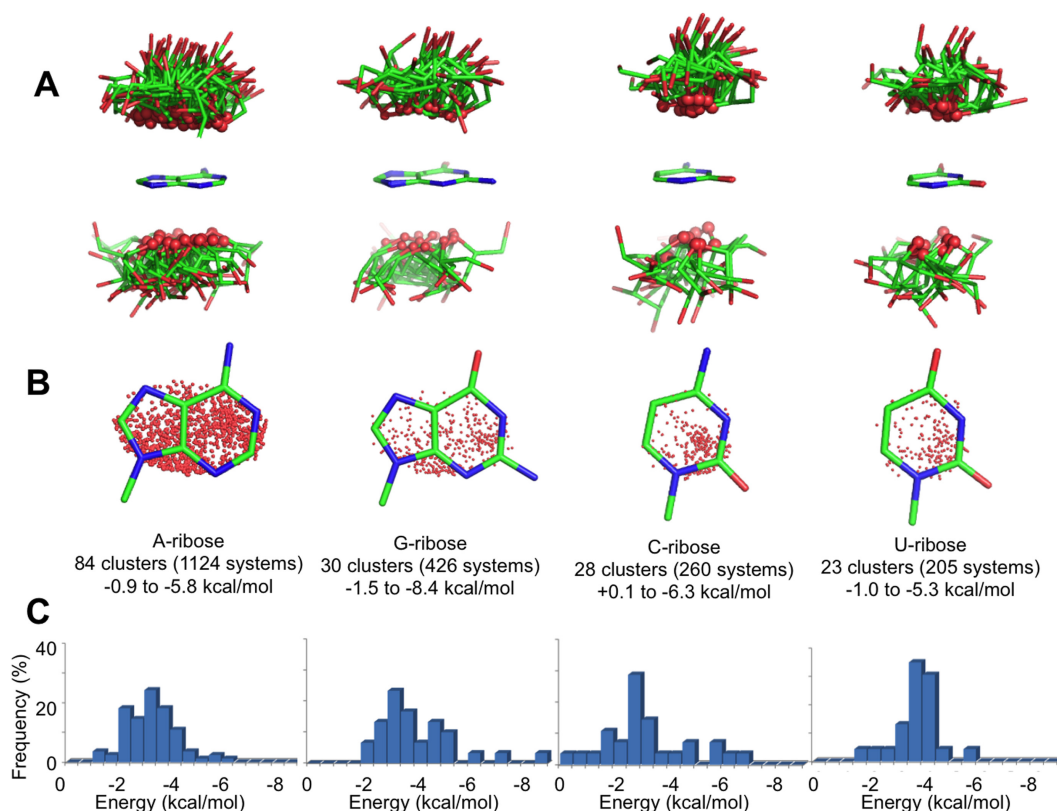 A
B
A-ribose
84 clusters (1124 systems)
-0.9 to -5.8 kcal/mol
G-ribose
30 clusters (426 systems)
-1.5 to -8.4 kcal/mol
C-ribose
28 clusters (260 systems)
+0.1 to -6.3 kcal/mol
U-ribose
23 clusters (205 systems)
-1.0 to -5.3 kcal/mol
C
Frequency (%)
40
20
0
0 -2 -4 -6 -8
Energy (kcal/mol)
0 -2 -4 -6 -8
Energy (kcal/mol)
0 -2 -4 -6 -8
Energy (kcal/mol)
0 -2 -4 -6 -8
Energy (kcal/mol)